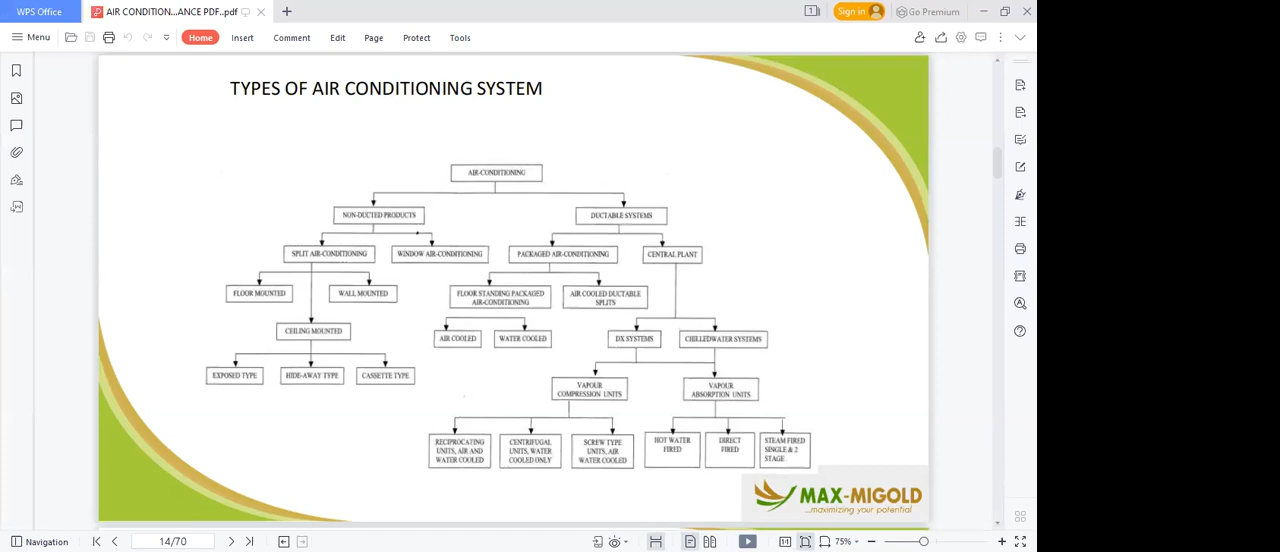 WPS Office
AIR CONDITION...ANCE PDF..pdf
1
Sign in
Go Premium
Menu
Home
Insert
Comment
Edit
Page
Protect
Tools
TYPES OF AIR CONDITIONING SYSTEM
AIR-CONDITIONING
NON-DUCTED PRODUCTS
DUCTABLE SYSTEMS
SPLIT AIR-CONDITIONING
WINDOW AIR-CONDITIONING
PACKAGED AIR-CONDITIONING
CENTRAL PLANT
FLOOR MOUNTED
WALL MOUNTED
FLOOR STANDING PACKAGED
AIR-CONDITIONING
AIR COOLED DUCTABLE
SPLITS
CEILING MOUNTED
AIR COOLED
WATER COOLED
DX SYSTEMS
CHILLEDWATER SYSTEMS
EXPOSED TYPE
HIDE-AWAY TYPE
CASSETTE TYPE
VAPOUR
COMPRESSION UNITS
VAPOUR
ABSORPTION UNITS
RECIPROCATING
UNITS, AIR AND
WATER COOLED
CENTRIFUGAL
UNITS, WATER
COOLED ONLY
SCREW TYPE
UNITS, AIR
WATER COOLED
HOT WATER
FIRED
DIRECT
FIRED
STEAM FIRED
SINGLE & 2
STAGE
MAX-MIGOLD
...maximizing your potential
Navigation
14/70
75%